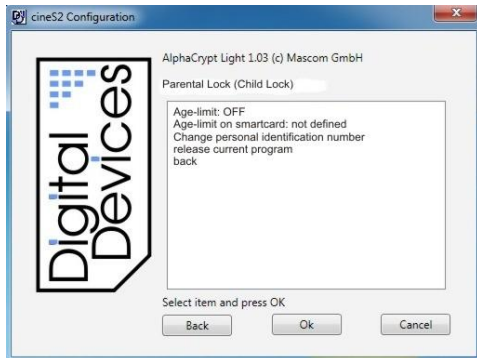 cineS2 Configuration
AlphaCrypt Light 1.03 (c) Mascom GmbH
Parental Lock (Child Lock)
Digital
Devices
Age-limit: OFF
Age-limit on smartcard: not defined
Change personal identification number
release current program
back
Select item and press OK
Back
Ok
Cancel